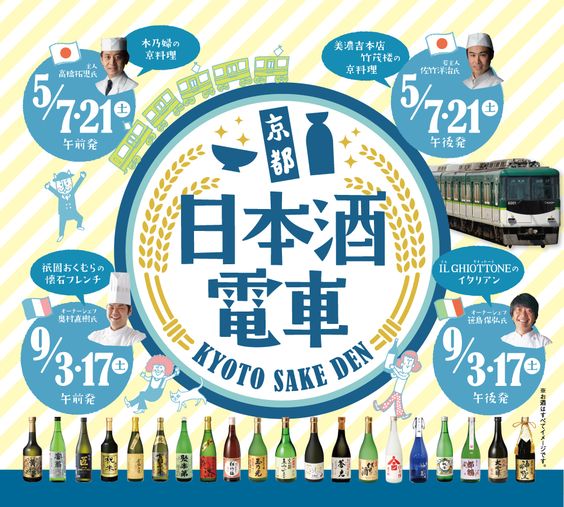 木乃婦の
京料理
主人
高橋拓児氏
5/7・21土
午前発
美濃吉本店
竹茂楼の
京料理
若主人
佐竹洋治氏
5/7・21土
午後発
京都
日本酒
電車
KYOTO SAKE DEN
祇園おくむらの
懐石フレンチ
オーナーシェフ
奥村直樹氏
9/3・17土
午前発
IL GHIOTTONEの
イタリアン
オーナーシェフ
笹島保弘氏
9/3・17土
午後発
※お酒はすべてイメージです。